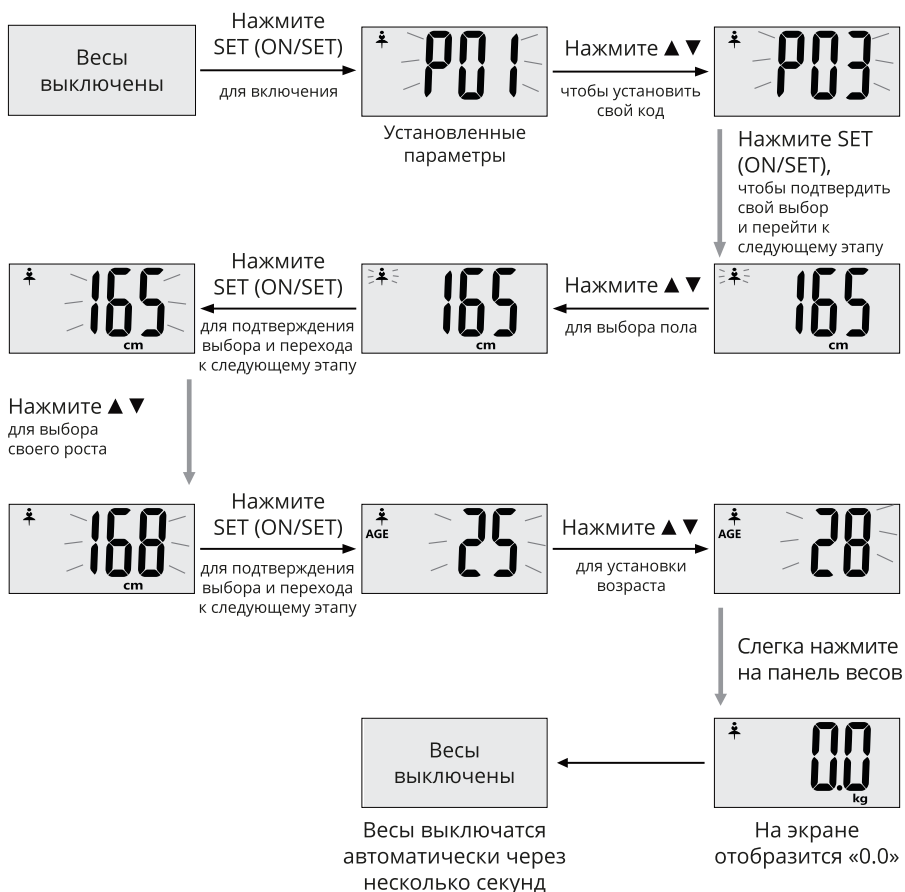 Весы
выключены
Нажмите
SET (ON/SET)
для включения
P01
Установленные
параметры
Нажмите ▲ ▼
чтобы установить
свой код
P03
Нажмите SET
(ON/SET),
чтобы подтвердить
свой выбор
и перейти к
следующему этапу
165
cm
Нажмите ▲ ▼
для выбора пола
165
cm
Нажмите
SET (ON/SET)
для подтверждения
выбора и перехода
к следующему этапу
165
cm
Нажмите ▲ ▼
для выбора
своего роста
168
cm
Нажмите
SET (ON/SET)
для подтверждения
выбора и перехода
к следующему этапу
AGE
25
Нажмите ▲ ▼
для установки
возраста
AGE
28
Слегка нажмите
на панель весов
0.0
kg
На экране
отобразится «0.0»
Весы
выключены
Весы выключатся
автоматически через
несколько секунд